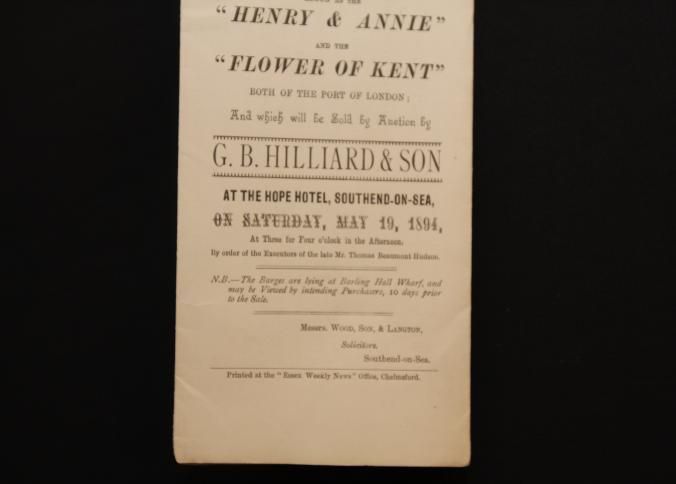 "HENRY & ANNIE"
AND THE
"FLOWER OF KENT"
BOTH OF THE PORT OF LONDON;
And which will be Sold by Auction by
G. B. HILLIARD & SON
AT THE HOPE HOTEL, SOUTHEND-ON-SEA,
ON SATURDAY, MAY 19, 1894,
At Three for Four o'clock in the Afternoon.
By order of the Executors of the late Mr. Thomas Beaumont Hudson.
N.B.—The Barges are lying at Barling Hall Wharf, and
may be Viewed by intending Purchasers, 10 days prior
to the Sale.
Messrs. WOOD, SON, & LANGTON,
Solicitors,
Southend-on-Sea.
Printed at the "Essex Weekly News" Office, Chelmsford.